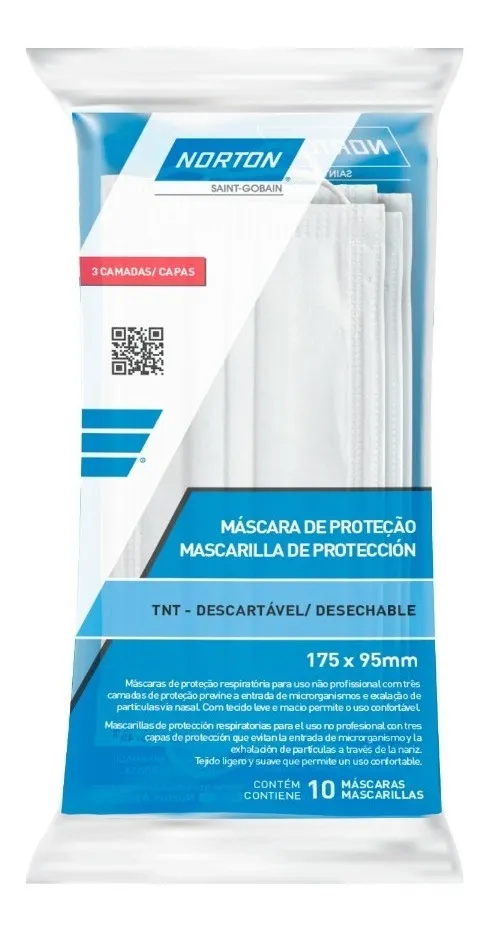 NORTON
SAINT-GOBAIN
3 CAMADAS/ CAPAS
MÁSCARA DE PROTEÇÃO
MASCARILLA DE PROTECCIÓN
TNT - DESCARTÁVEL/ DESECHABLE
175 x 95mm
Máscaras de proteção respiratória para uso não profissional com três
camadas de proteção previne a entrada de microrganismos e exalação de
partículas via nasal. Com tecido leve e macio permite o uso confortável.
Mascarillas de protección respiratorias para el uso no profesional con tres
capas de protección que evitan la entrada de microrganismo y la
exhalación de partículas a través de la nariz.
Tejido ligero y suave que permite un uso confortable.
CONTÉM 10 MÁSCARAS
CONTIENE MASCARILLAS